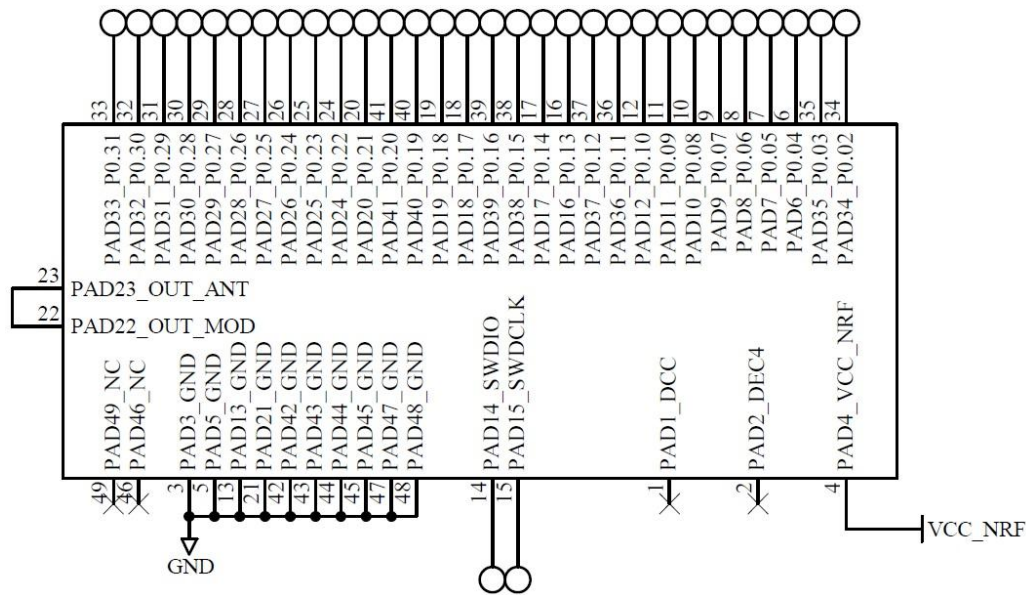 33
32
31
30
29
28
27
26
25
24
20
41
40
19
18
39
38
17
16
37
36
12
11
10
9
8
7
6
35
34
PAD33_P0.31
PAD32_P0.30
PAD31_P0.29
PAD30_P0.28
PAD29_P0.27
PAD28_P0.26
PAD27_P0.25
PAD26_P0.24
PAD25_P0.23
PAD24_P0.22
PAD20_P0.21
PAD41_P0.20
PAD40_P0.19
PAD19_P0.18
PAD18_P0.17
PAD39_P0.16
PAD38_P0.15
PAD17_P0.14
PAD16_P0.13
PAD37_P0.12
PAD36_P0.11
PAD12_P0.10
PAD11_P0.09
PAD10_P0.08
PAD9_P0.07
PAD8_P0.06
PAD7_P0.05
PAD6_P0.04
PAD35_P0.03
PAD34_P0.02
23
PAD23_OUT_ANT
22
PAD22_OUT_MOD
PAD49_NC
PAD46_NC
PAD3_GND
PAD5_GND
PAD13_GND
PAD21_GND
PAD42_GND
PAD43_GND
PAD44_GND
PAD45_GND
PAD47_GND
PAD48_GND
PAD14_SWDIO
PAD15_SWDCLK
PAD1_DCC
PAD2_DEC4
PAD4_VCC_NRF
49
46
3
5
13
21
42
43
44
45
47
48
14
15
1
2
4
VCC_NRF
GND